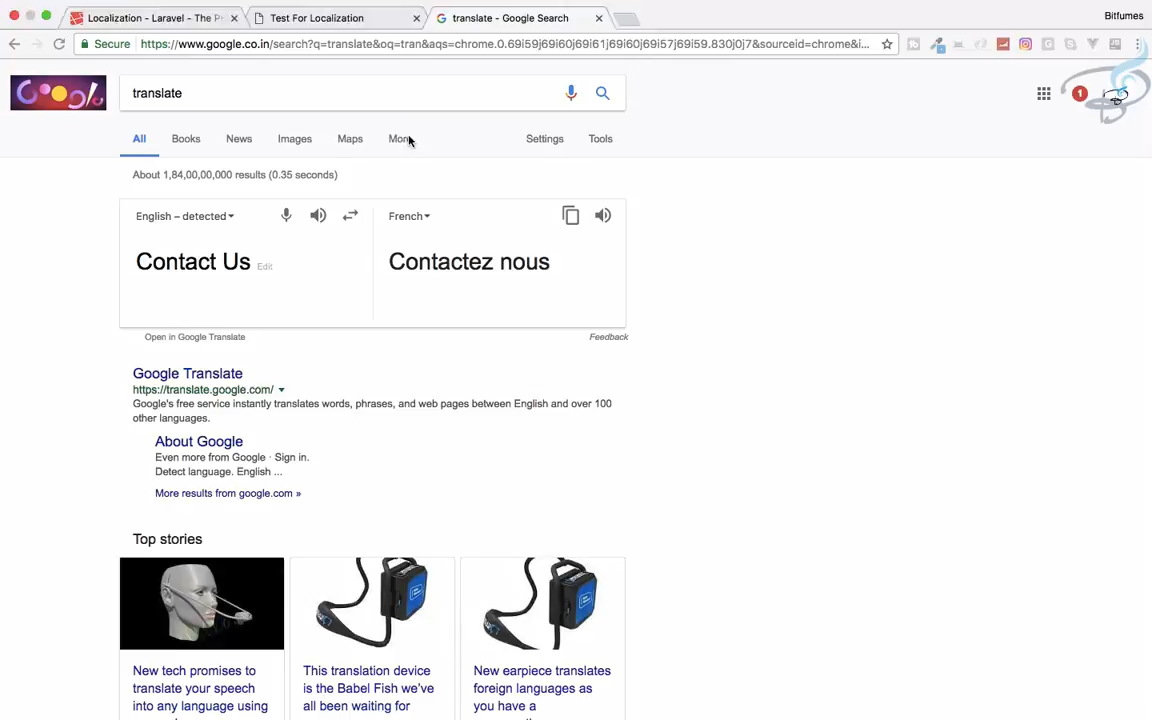 Localization - Laravel - The P
Test For Localization
translate - Google Search
Bitfumes
Secure
https://www.google.co.in/search?q=translate&oq=tran&aqs=chrome.0.69i59j69i60j69i61j69i60j69i57j69i59.830j0j7&sourceid=chrome&i...
translate
1
All
Books
News
Images
Maps
More
Settings
Tools
About 1,84,00,00,000 results (0.35 seconds)
English – detected
French
Contact Us
Edit
Contactez nous
Open in Google Translate
Feedback
Google Translate
https://translate.google.com/
Google's free service instantly translates words, phrases, and web pages between English and over 100
other languages.
About Google
Even more from Google · Sign in.
Detect language. English ...
More results from google.com »
Top stories
New tech promises to
translate your speech
into any language using
This translation device
is the Babel Fish we've
all been waiting for
New earpiece translates
foreign languages as
you have a